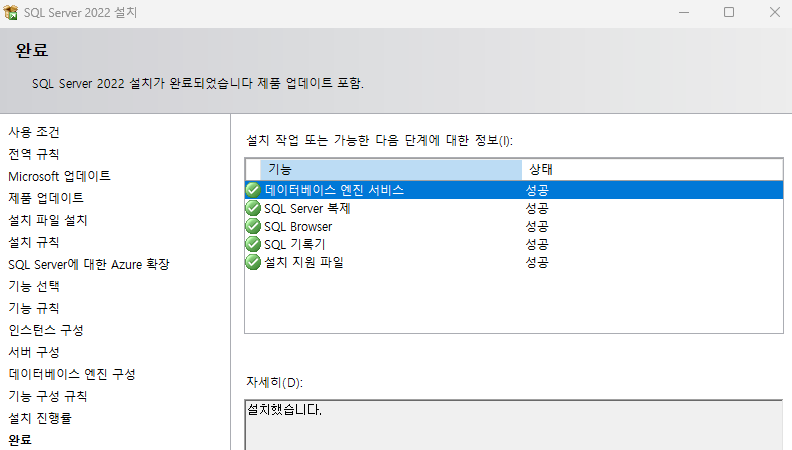 SQL Server 2022 설치
완료
SQL Server 2022 설치가 완료되었습니다 제품 업데이트 포함.
사용 조건
전역 규칙
Microsoft 업데이트
제품 업데이트
설치 파일 설치
설치 규칙
SQL Server에 대한 Azure 확장
기능 선택
기능 규칙
인스턴스 구성
서버 구성
데이터베이스 엔진 구성
기능 구성 규칙
설치 진행률
완료
설치 작업 또는 가능한 다음 단계에 대한 정보(I):
기능 상태
데이터베이스 엔진 서비스 성공
SQL Server 복제 성공
SQL Browser 성공
SQL 기록기 성공
설치 지원 파일 성공
자세히(D):
설치했습니다.